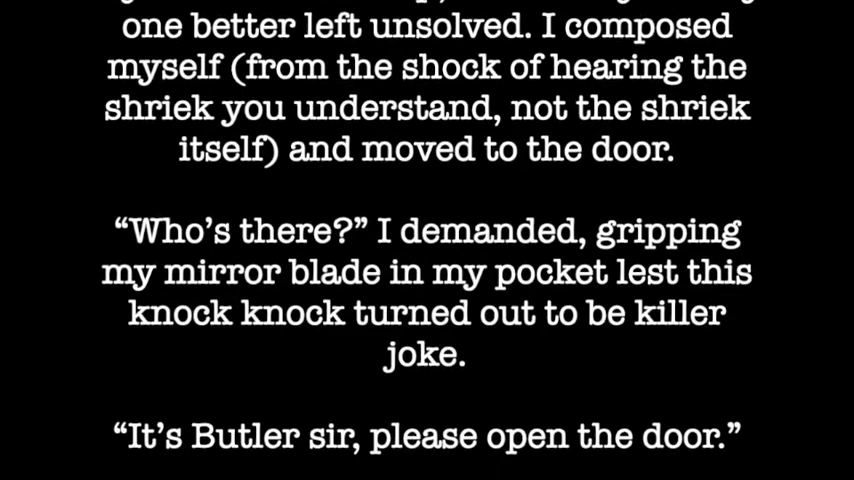 one better left unsolved. I composed
myself (from the shock of hearing the
shriek you understand, not the shriek
itself) and moved to the door.
“Who’s there?” I demanded, gripping
my mirror blade in my pocket lest this
knock knock turned out to be killer
joke.
“It’s Butler sir, please open the door.”